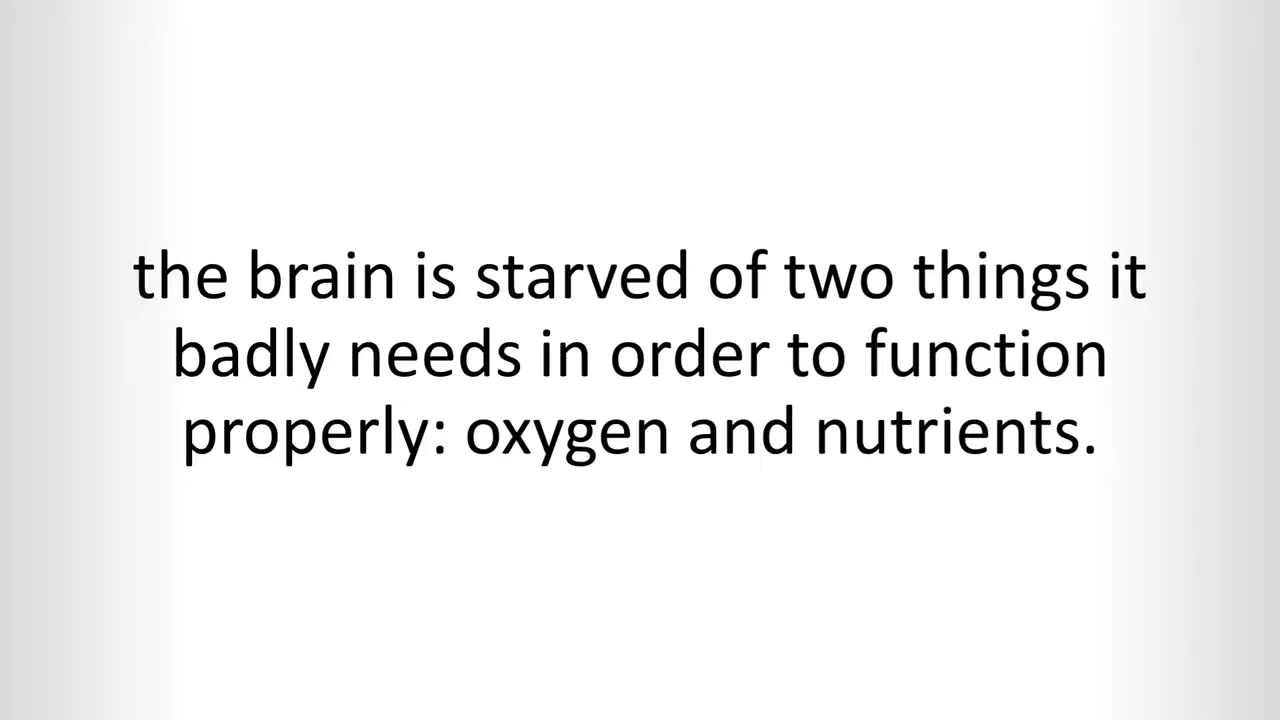 the brain is starved of two things it
badly needs in order to function
properly: oxygen and nutrients.